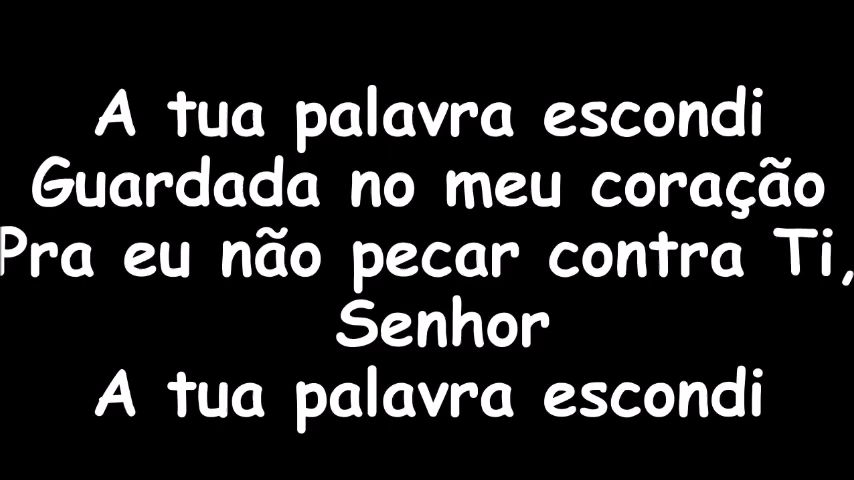 A tua palavra escondi
Guardada no meu coração
Pra eu não pecar contra Ti,
Senhor
A tua palavra escondi